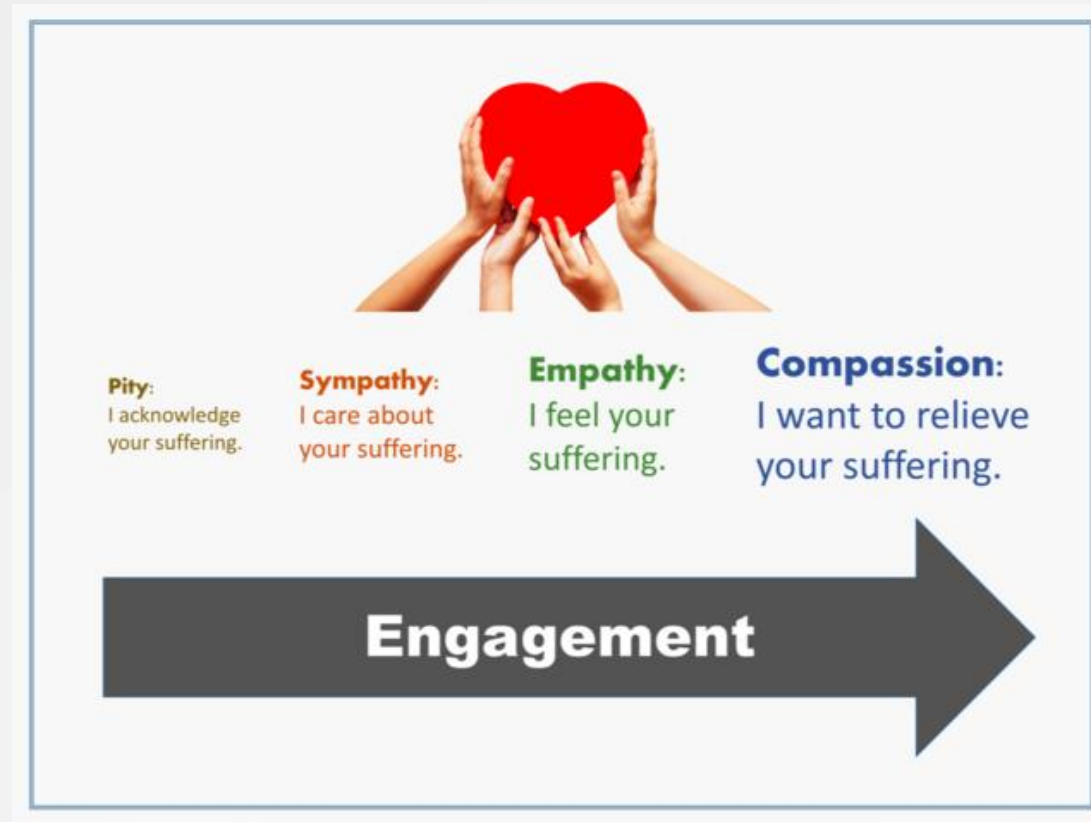 Pity:
I acknowledge
your suffering.
Sympathy:
I care about
your suffering.
Empathy:
I feel your
suffering.
Compassion:
I want to relieve
your suffering.
Engagement